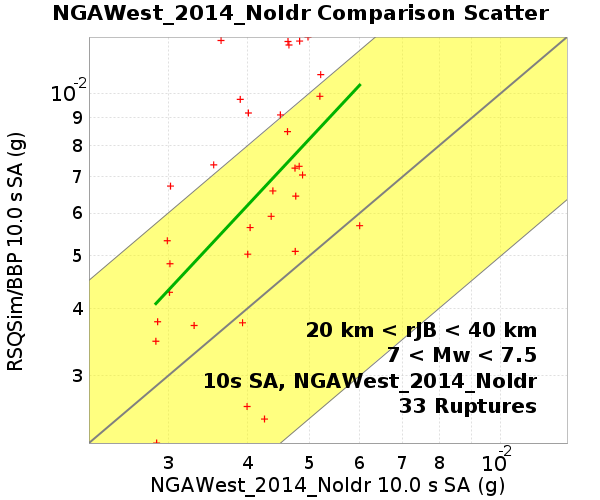 NGAWest_2014_NoIdr Comparison Scatter
RSQSim/BBP 10.0 s SA (g)
10-2
9
8
7
6
5
4
3
20 km < rJB < 40 km
7 < Mw < 7.5
10s SA, NGAWest_2014_NoIdr
33 Ruptures
3 4 5 6 7 8 9 10-2
NGAWest_2014_NoIdr 10.0 s SA (g)